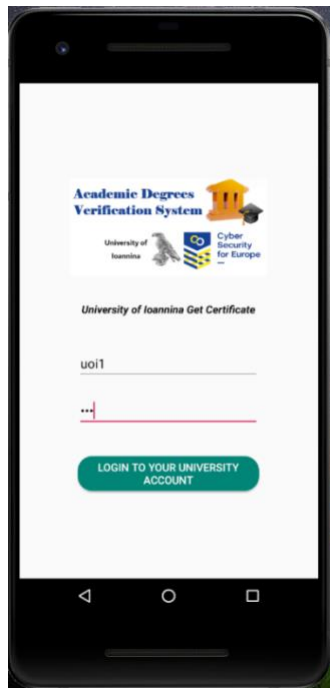 Academic Degrees
Verification System
University of
Ioannina
Cyber
Security
for Europe
University of Ioannina Get Certificate
uoi1
•••
LOGIN TO YOUR UNIVERSITY
ACCOUNT